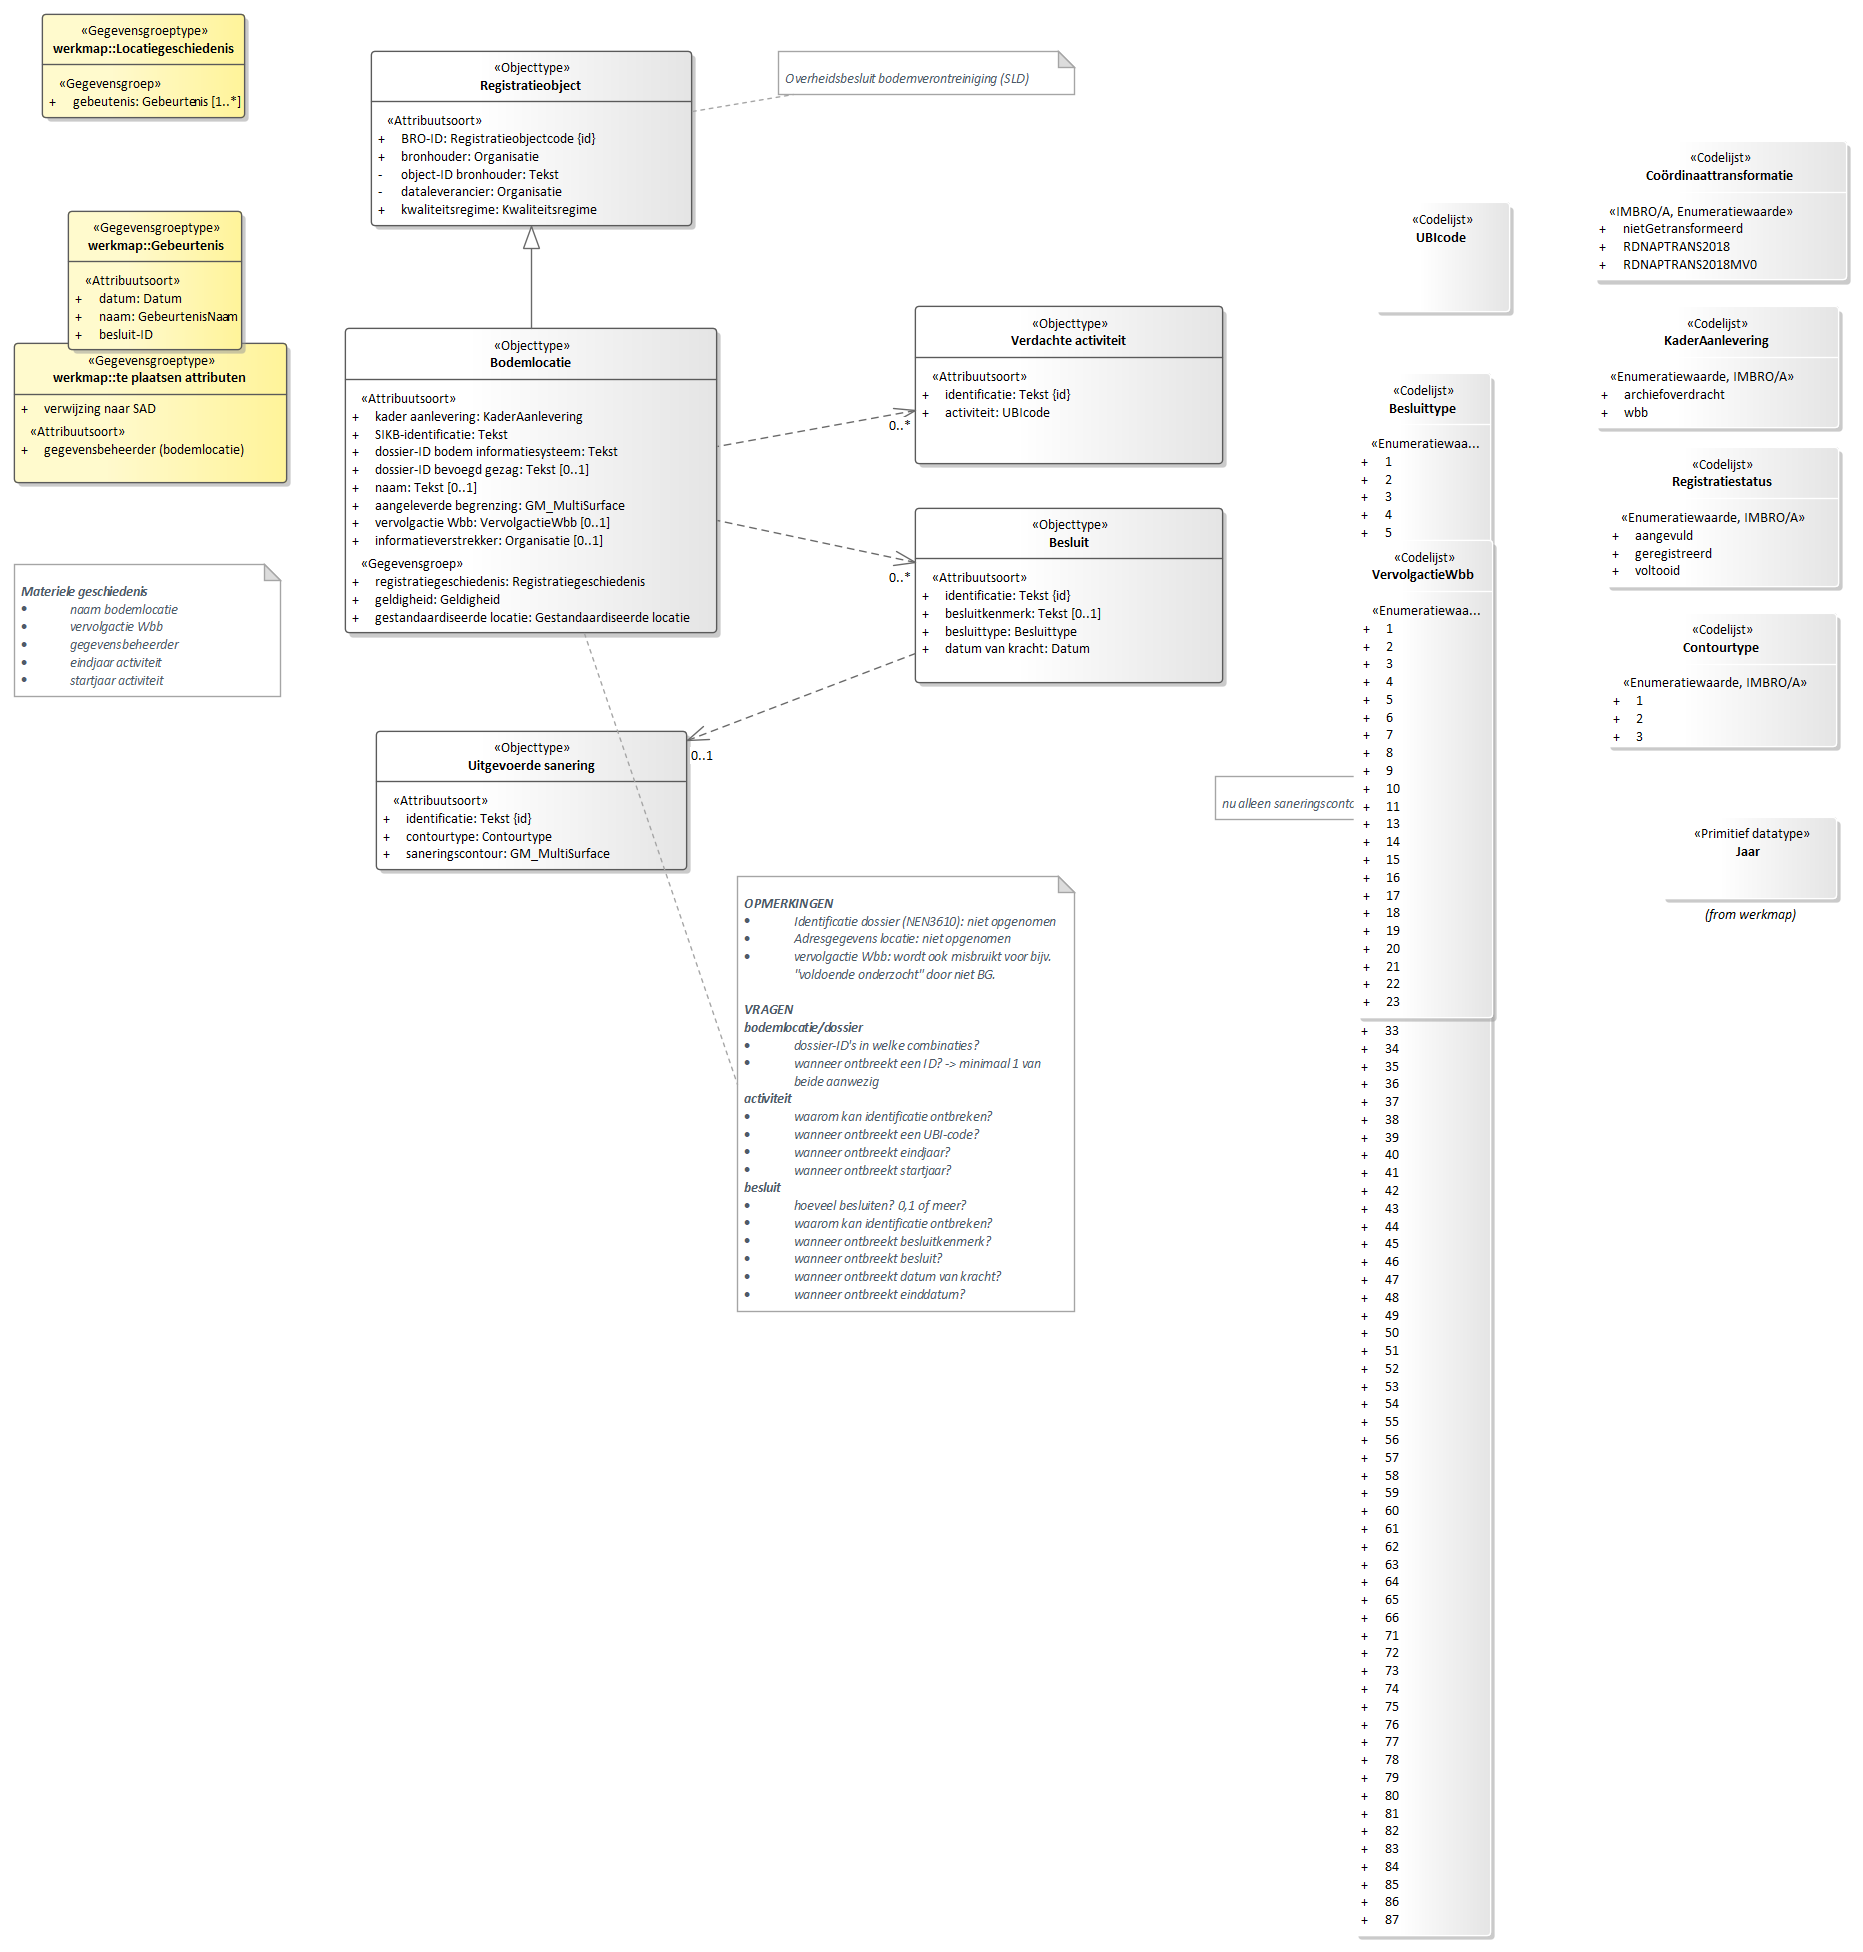 «Gegevensgroeptype»
werkmap::Locatiegeschiedenis
«Gegevensgroep»
+ gebeutenis: Gebeurtenis [1..*]
«Gegevensgroeptype»
werkmap::Gebeurtenis
«Attribuutsoort»
+ datum: Datum
+ naam: GebeurtenisNaam
+ besluit-ID
«Gegevensgroeptype»
werkmap::te plaatsen attributen
+ verwijzing naar SAD
«Attribuutsoort»
+ gegevensbeheerder (bodemlocatie)
Materiele geschiedenis
• naam bodemlocatie
• vervolgactie Wbb
• gegevensbeheerder
• eindjaar activiteit
• startjaar activiteit
«Objecttype»
Registratieobject
«Attribuutsoort»
+ BRO-ID: Registratieobjectcode {id}
+ bronhouder: Organisatie
- object-ID bronhouder: Tekst
- dataleverancier: Organisatie
+ kwaliteitsregime: Kwaliteitsregime
Overheidsbesluit bodemverontreiniging (SLD)
«Objecttype»
Bodemlocatie
«Attribuutsoort»
+ kader aanlevering: KaderAanlevering
+ SIKB-identificatie: Tekst
+ dossier-ID bodem informatiesysteem: Tekst
+ dossier-ID bevoegd gezag: Tekst [0..1]
+ naam: Tekst [0..1]
+ aangeleverde begrenzing: GM_MultiSurface
+ vervolgactie Wbb: VervolgactieWbb [0..1]
+ informatieverstrekker: Organisatie [0..1]
«Gegevensgroep»
+ registratiegeschiedenis: Registratiegeschiedenis
+ geldigheid: Geldigheid
+ gestandaardiseerde locatie: Gestandaardiseerde locatie
«Objecttype»
Verdachte activiteit
«Attribuutsoort»
+ identificatie: Tekst {id}
+ activiteit: UBIcode
0..*
«Objecttype»
Besluit
«Attribuutsoort»
+ identificatie: Tekst {id}
+ besluitkenmerk: Tekst [0..1]
+ besluittype: Besluittype
+ datum van kracht: Datum
0..*
«Objecttype»
Uitgevoerde sanering
«Attribuutsoort»
+ identificatie: Tekst {id}
+ contourtype: Contourtype
+ saneringscontour: GM_MultiSurface
0..1
OPMERKINGEN
• Identificatie dossier (NEN3610): niet opgenomen
• Adresgegevens locatie: niet opgenomen
• vervolgactie Wbb: wordt ook misbruikt voor bijv.
"voldoende onderzocht" door niet BG.
VRAGEN
bodemlocatie/dossier
• dossier-ID's in welke combinaties?
• wanneer ontbreekt een ID? -> minimaal 1 van
beide aanwezig
activiteit
• waarom kan identificatie ontbreken?
• wanneer ontbreekt een UBI-code?
• wanneer ontbreekt eindjaar?
• wanneer ontbreekt startjaar?
besluit
• hoeveel besluiten? 0,1 of meer?
• waarom kan identificatie ontbreken?
• wanneer ontbreekt besluitkenmerk?
• wanneer ontbreekt besluit?
• wanneer ontbreekt datum van kracht?
• wanneer ontbreekt einddatum?
nu alleen
«Codelijst»
UBIcode
«Codelijst»
Besluittype
«Enumeratiewaa...
+ 1
+ 2
+ 3
+ 4
+ 5
«Codelijst»
VervolgactieWbb
«Enumeratiewaa...
+ 1
+ 2
+ 3
+ 4
+ 5
+ 6
+ 7
+ 8
+ 9
+ 10
+ 11
+ 13
+ 14
+ 15
+ 16
+ 17
+ 18
+ 19
+ 20
+ 21
+ 22
+ 23
+ 33
+ 34
+ 35
+ 36
+ 37
+ 38
+ 39
+ 40
+ 41
+ 42
+ 43
+ 44
+ 45
+ 46
+ 47
+ 48
+ 49
+ 50
+ 51
+ 52
+ 53
+ 54
+ 55
+ 56
+ 57
+ 58
+ 59
+ 60
+ 61
+ 62
+ 63
+ 64
+ 65
+ 66
+ 71
+ 72
+ 73
+ 74
+ 75
+ 76
+ 77
+ 78
+ 79
+ 80
+ 81
+ 82
+ 83
+ 84
+ 85
+ 86
+ 87
«Codelijst»
Coördinaattransformatie
«IMBRO/A, Enumeratiewaarde»
+ nietGetransformeerd
+ RDNAPTRANS2018
+ RDNAPTRANS2018MV0
«Codelijst»
KaderAanlevering
«Enumeratiewaarde, IMBRO/A»
+ archiefoverdracht
+ wbb
«Codelijst»
Registratiestatus
«Enumeratiewaarde, IMBRO/A»
+ aangevuld
+ geregistreerd
+ voltooid
«Codelijst»
Contourtype
«Enumeratiewaarde, IMBRO/A»
+ 1
+ 2
+ 3
«Primitief datatype»
Jaar
(from werkmap)